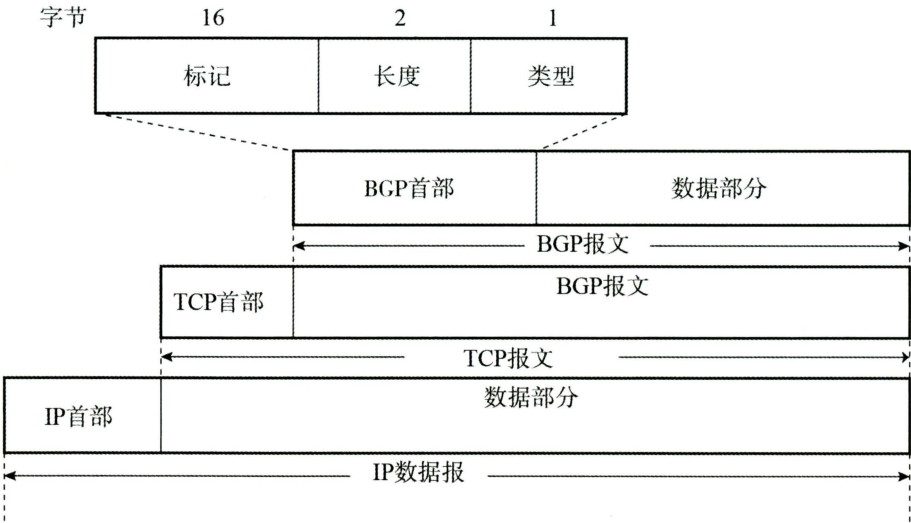 字节 16 2 1
标记 长度 类型
BGP首部 数据部分
BGP报文
TCP首部 BGP报文
TCP报文
IP首部 数据部分
IP数据报